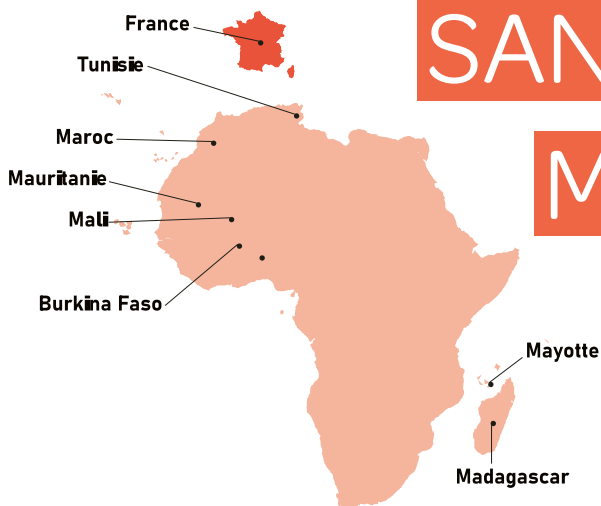 France
SAN
Tunisie
Maroc
M
Mauritanie
Mali
Burkina Faso
Mayotte
Madagascar